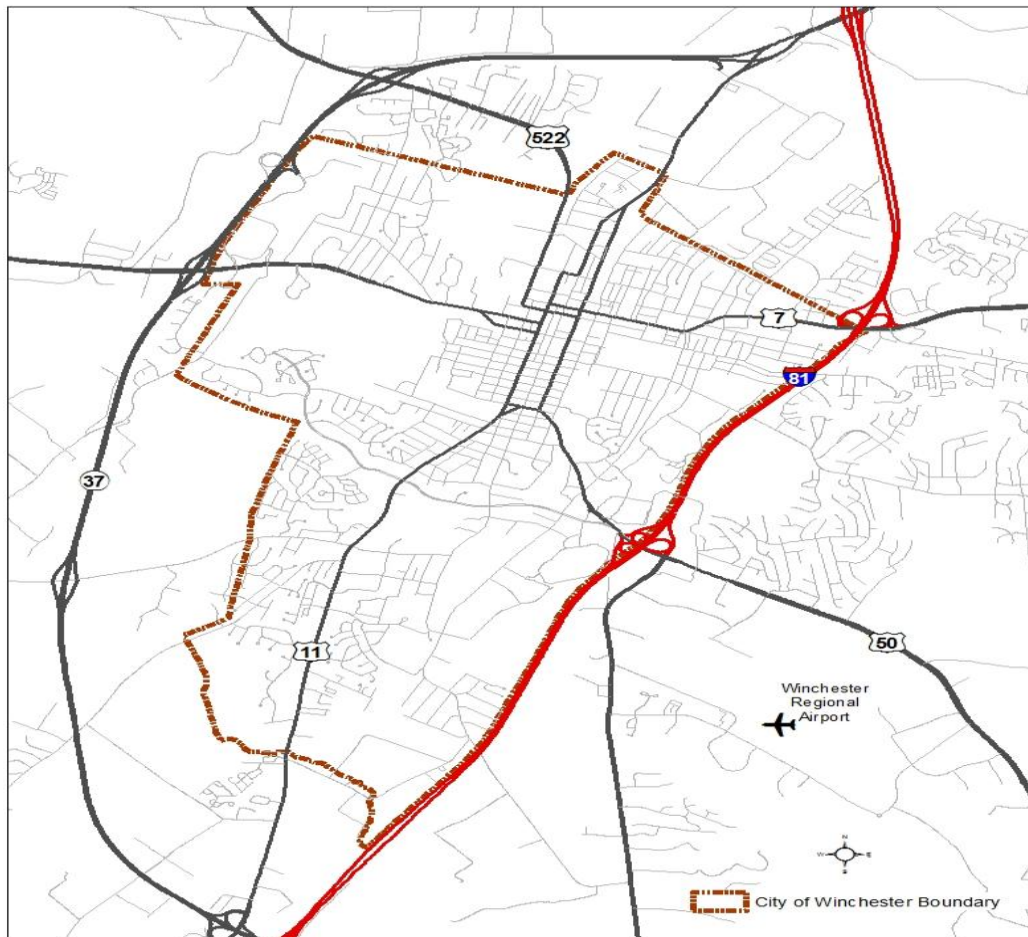 522
7
81
37
11
50
Winchester
Regional
Airport
N
W E
S
City of Winchester Boundary